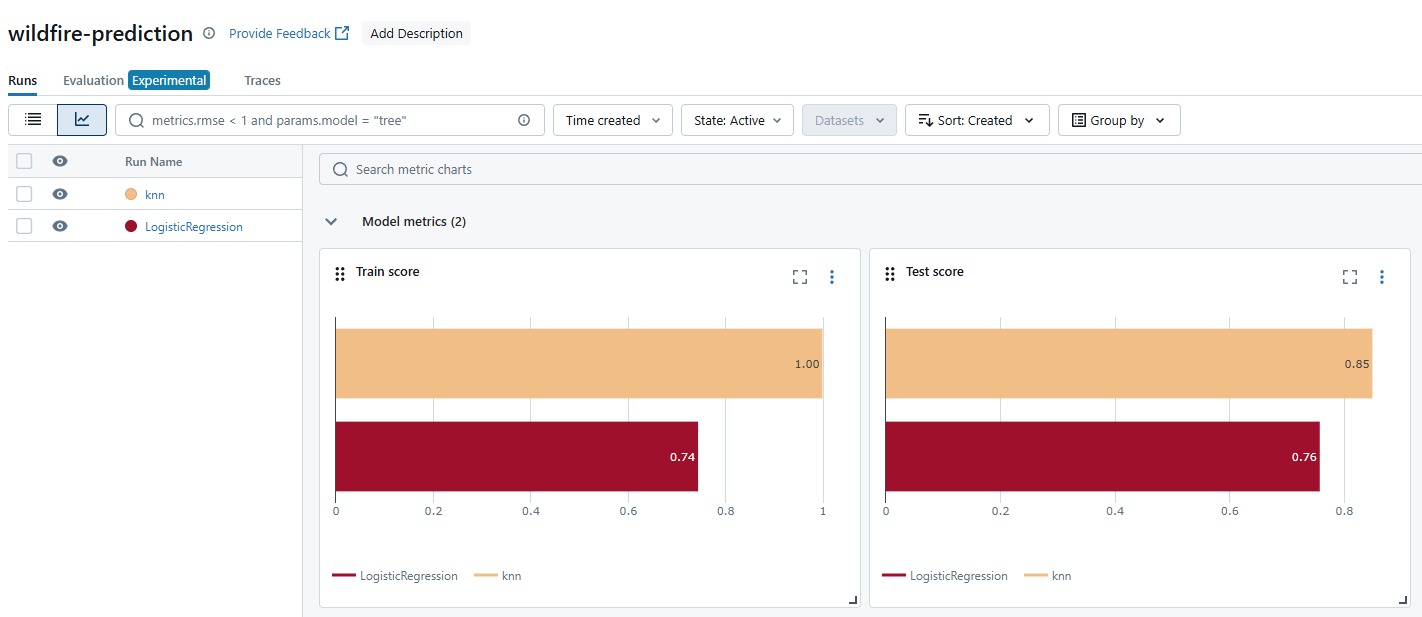 wildfire-prediction Provide Feedback Add Description
Runs Evaluation Experimental Traces
metrics.rmse < 1 and params.model = "tree" Time created State: Active Datasets Sort: Created Group by
Run Name
knn
LogisticRegression
Search metric charts
Model metrics (2)
Train score
1.00
0.74
0 0.2 0.4 0.6 0.8 1
LogisticRegression knn
Test score
0.85
0.76
0 0.2 0.4 0.6 0.8
LogisticRegression knn